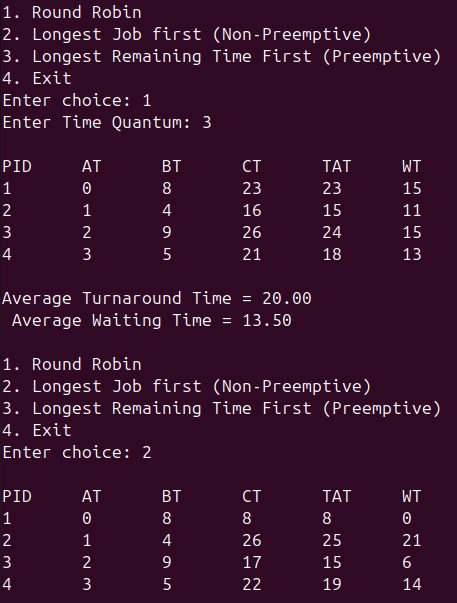 1. Round Robin
2. Longest Job first (Non-Preemptive)
3. Longest Remaining Time First (Preemptive)
4. Exit
Enter choice: 1
Enter Time Quantum: 3
PID AT BT CT TAT WT
1 0 8 23 23 15
2 1 4 16 15 11
3 2 9 26 24 15
4 3 5 21 18 13
Average Turnaround Time = 20.00
Average Waiting Time = 13.50
1. Round Robin
2. Longest Job first (Non-Preemptive)
3. Longest Remaining Time First (Preemptive)
4. Exit
Enter choice: 2
PID AT BT CT TAT WT
1 0 8 8 8 0
2 1 4 26 25 21
3 2 9 17 15 6
4 3 5 22 19 14